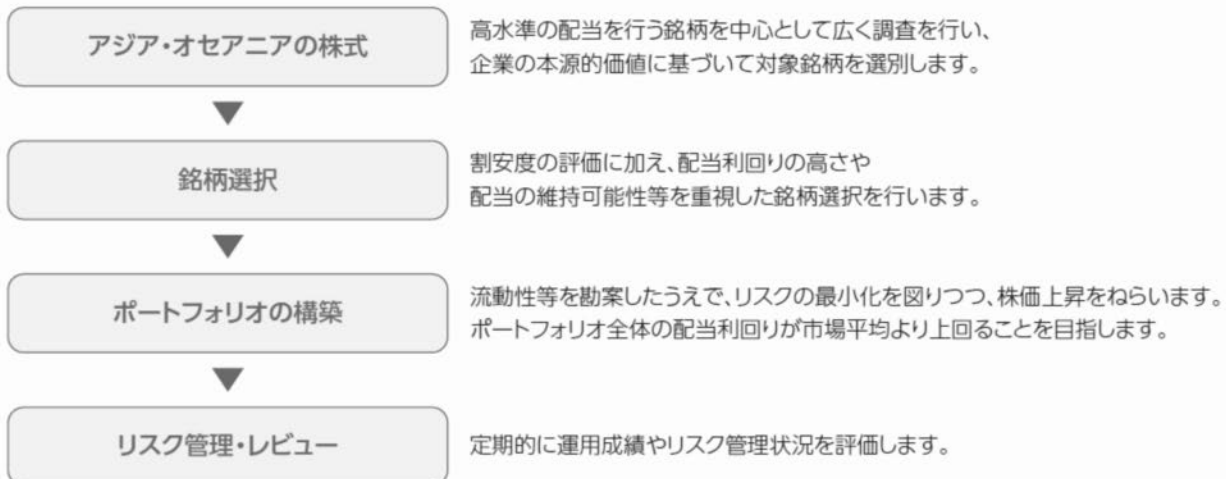 アジア・オセアニアの株式
高水準の配当を行う銘柄を中心として広く調査を行い、
企業の本源的価値に基づいて対象銘柄を選別します。
銘柄選択
割安度の評価に加え、配当利回りの高さや
配当の維持可能性等を重視した銘柄選択を行います。
ポートフォリオの構築
流動性等を勘案したうえで、リスクの最小化を図りつつ、株価上昇をねらいます。
ポートフォリオ全体の配当利回りが市場平均より上回ることを目指します。
リスク管理・レビュー
定期的に運用成績やリスク管理状況を評価します。